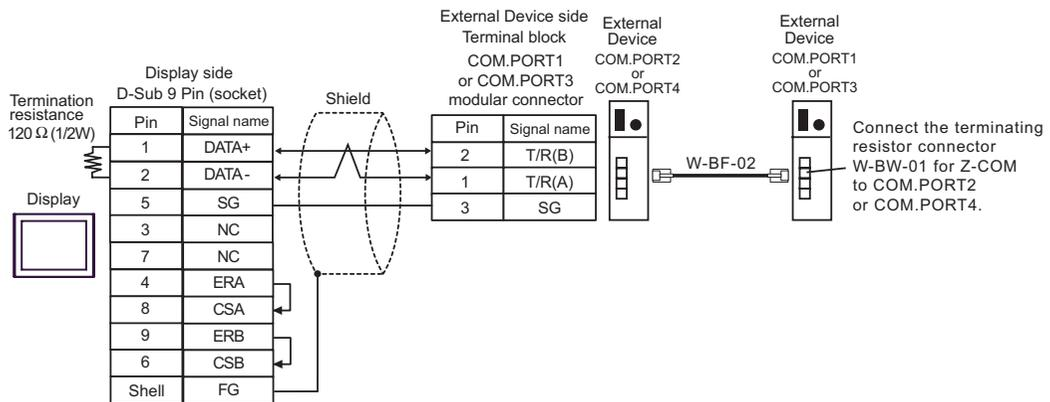 Display side
D-Sub 9 Pin (socket)
Termination
resistance
120 Ω (1/2W)
Display
Pin Signal name
1 DATA+
2 DATA-
5 SG
3 NC
7 NC
4 ERA
8 CSA
9 ERB
6 CSB
Shell FG
Shield
External Device side
Terminal block
COM.PORT1
or COM.PORT3
modular connector
Pin Signal name
2 T/R(B)
1 T/R(A)
3 SG
External
Device
COM.PORT2
or
COM.PORT4
W-BF-02
External
Device
COM.PORT1
or
COM.PORT3
Connect the terminating
resistor connector
W-BW-01 for Z-COM
to COM.PORT2
or COM.PORT4.